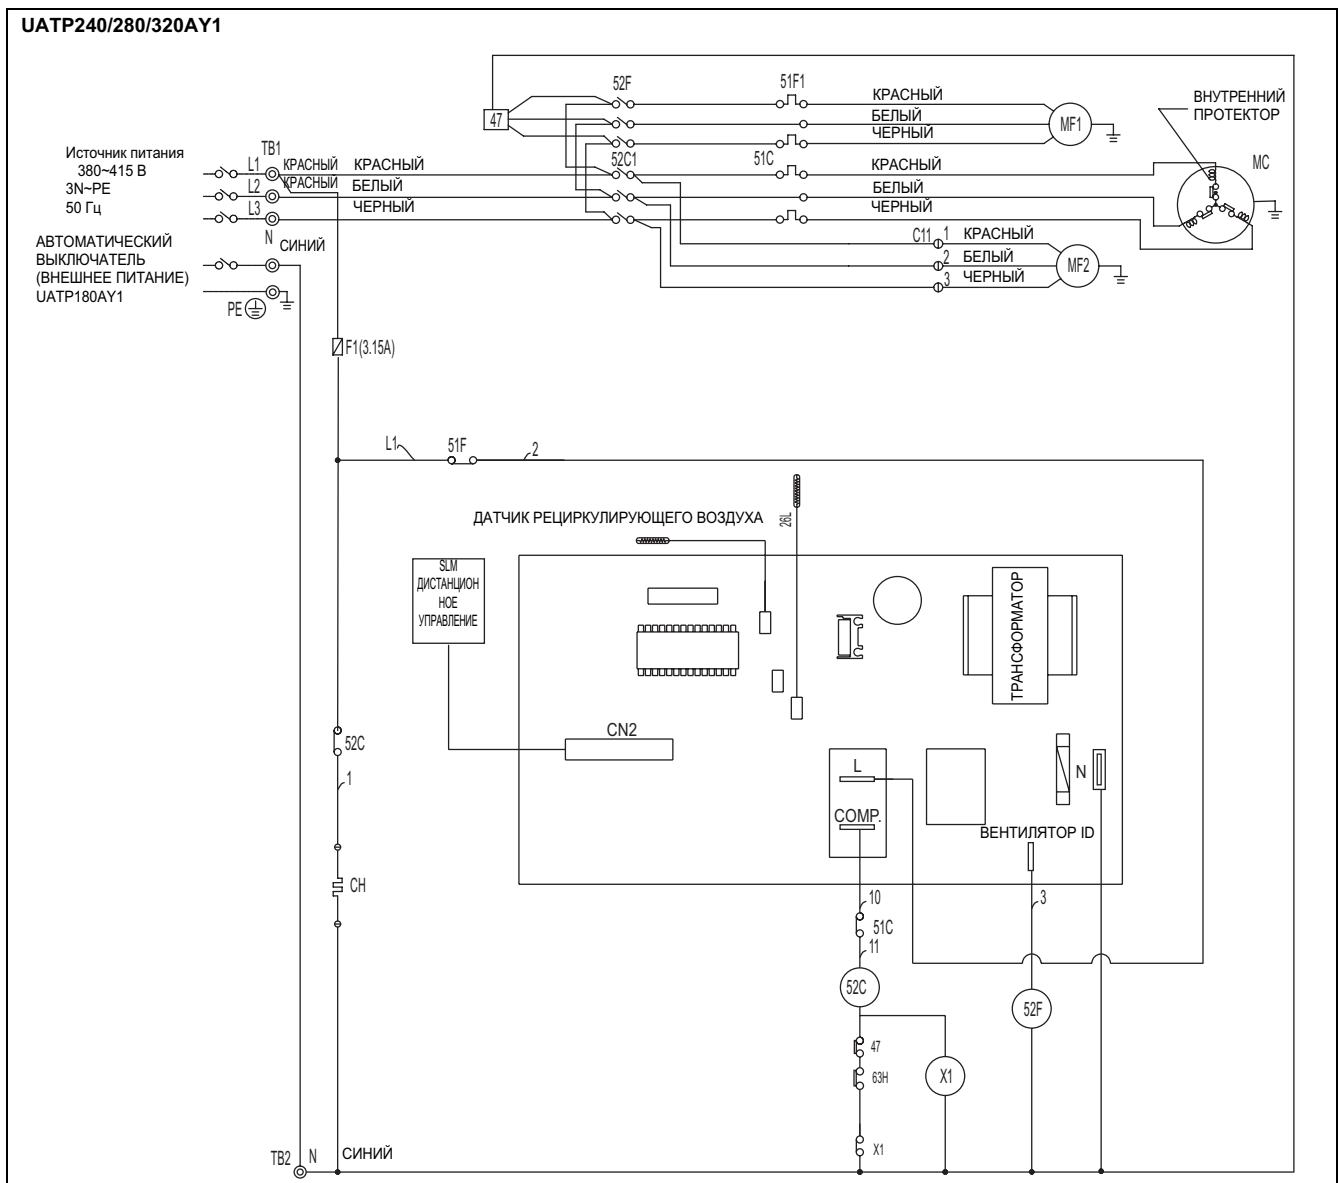 UATP240/280/320AY1
52F
51F1
КРАСНЫЙ
БЕЛЫЙ
ЧЕРНЫЙ
47
MF1
ВНУТРЕННИЙ
ПРОТЕКТОР
Источник питания
380~415 В
3N~PE
50 Гц
TB1
L1
КРАСНЫЙ
КРАСНЫЙ
52C1
51C
КРАСНЫЙ
MC
L2
КРАСНЫЙ
БЕЛЫЙ
БЕЛЫЙ
L3
ЧЕРНЫЙ
ЧЕРНЫЙ
N
СИНИЙ
АВТОМАТИЧЕСКИЙ
ВЫКЛЮЧАТЕЛЬ
(ВНЕШНЕЕ ПИТАНИЕ)
UATP180AY1
C11
1
КРАСНЫЙ
2
БЕЛЫЙ
3
ЧЕРНЫЙ
MF2
PE
F1(3.15A)
L1
51F
2
ДАТЧИК РЕЦИРКУЛИРУЮЩЕГО ВОЗДУХА
26L
SLM
ДИСТАНЦИОН
НОЕ
УПРАВЛЕНИЕ
ТРАНСФОРМАТОР
CN2
52C
1
L
N
COMP.
ВЕНТИЛЯТОР ID
CH
10
3
51C
11
52C
52F
47
63H
X1
X1
TB2
N
СИНИЙ